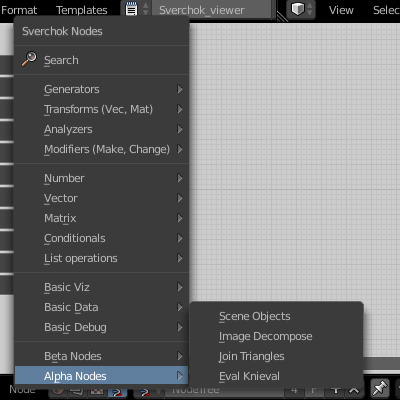 Format Templates Sverchok_viewer View Selec
Sverchok Nodes
Search
Generators
Transforms (Vec, Mat)
Analyzers
Modifiers (Make, Change)
Number
Vector
Matrix
Conditionals
List operations
Basic Viz
Basic Data
Basic Debug
Beta Nodes
Alpha Nodes
Scene Objects
Image Decompose
Join Triangles
Eval Knieval
Node NodeTree 4 F